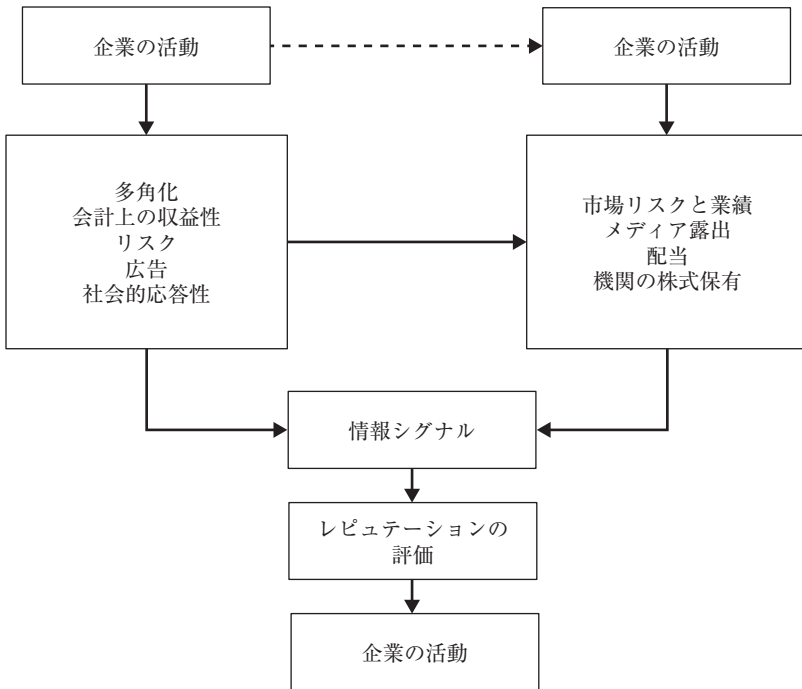 企業の活動
企業の活動
多角化
会計上の収益性
リスク
広告
社会的応答性
市場リスクと業績
メディア露出
配当
機関の株式保有
情報シグナル
レピュテーションの
評価
企業の活動